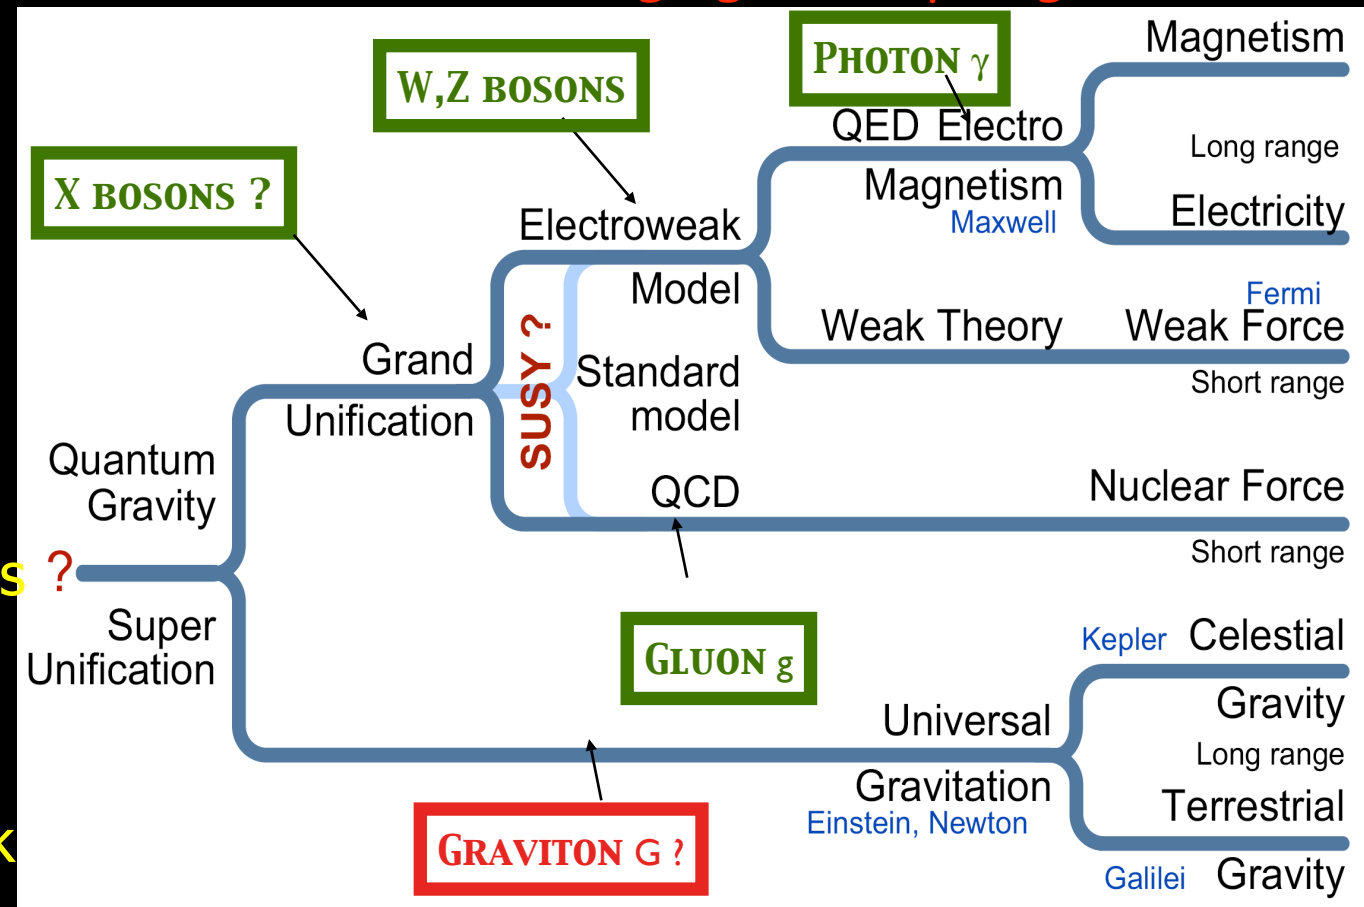 PHOTON γ
Magnetism
W,Z BOSONS
QED Electro
Long range
X BOSONS ?
Magnetism
Maxwell
Electricity
Electroweak
Model
Fermi
Weak Theory
Weak Force
Short range
SUSY ?
Grand
Unification
Standard
model
Quantum
Gravity
QCD
Nuclear Force
Short range
s ?
Super
Unification
GLUON g
Kepler Celestial
Gravity
Universal
Gravitation
Einstein, Newton
Long range
Terrestrial
GRAVITON G ?
k
Galilei Gravity